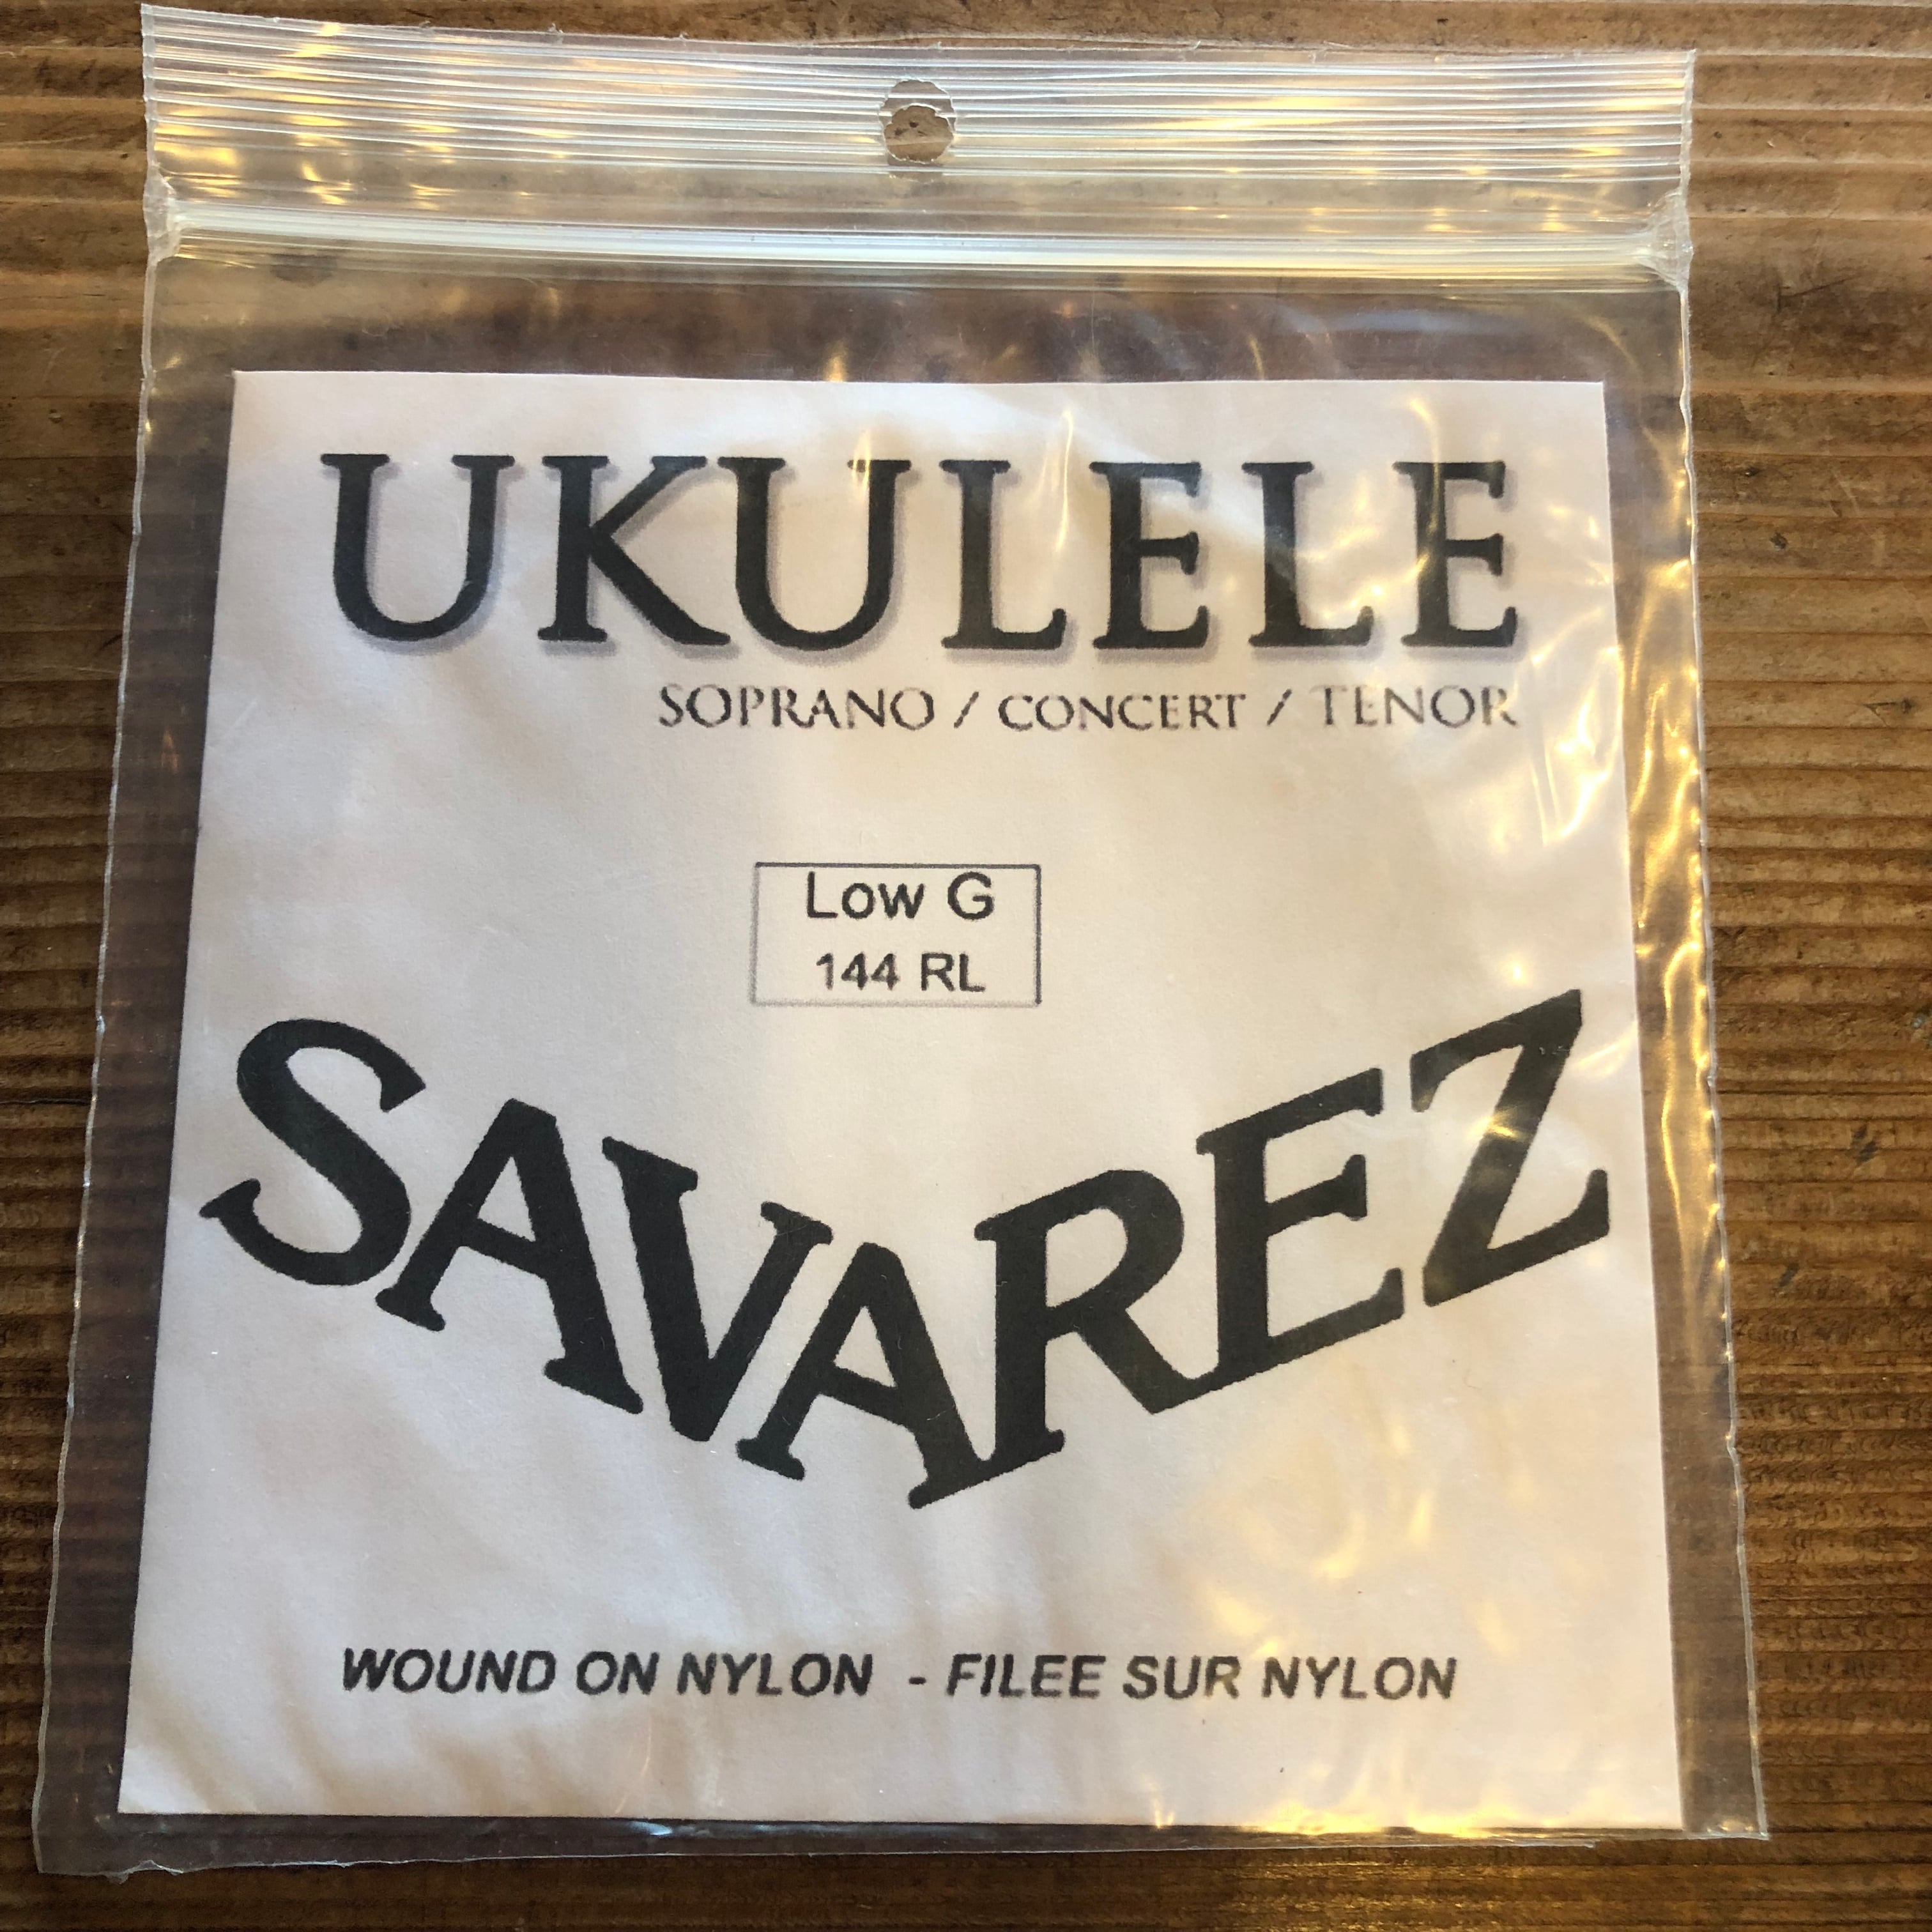 UKULELE
SOPRANO / CONCERT / TENOR
Low G
144 RL
SAVAREZ
WOUND ON NYLON - FILEE SUR NYLON